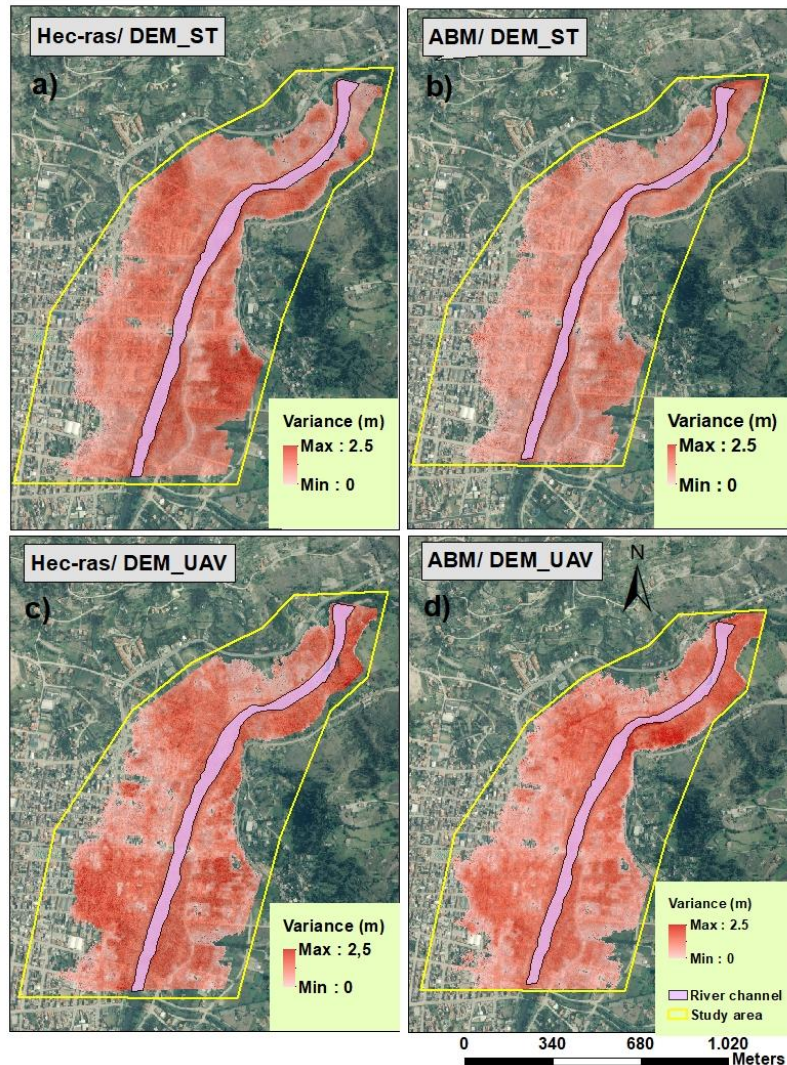 Hec-ras/ DEM_ST
a)
Variance (m)
Max : 2.5
Min : 0
ABM/ DEM_ST
b)
Variance (m)
Max : 2.5
Min : 0
Hec-ras/ DEM_UAV
c)
Variance (m)
Max : 2,5
Min : 0
ABM/ DEM_UAV
d)
N
Variance (m)
Max : 2.5
Min : 0
River channel
Study area
0 340 680 1.020
Meters